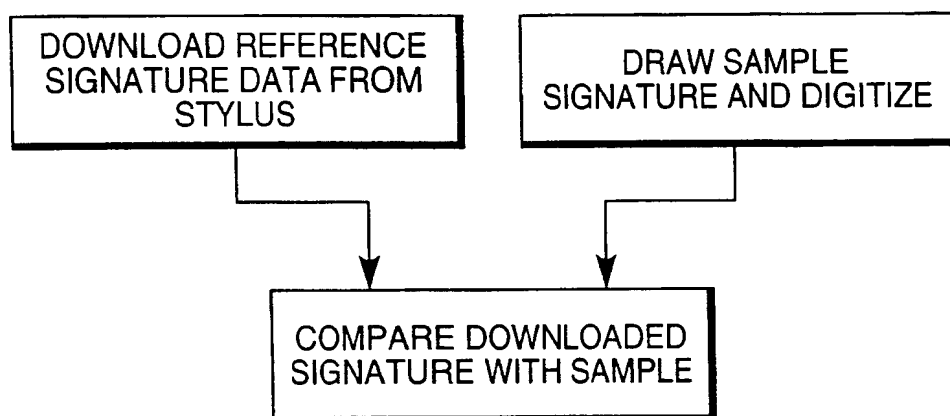 DOWNLOAD REFERENCE
SIGNATURE DATA FROM
STYLUS
DRAW SAMPLE
SIGNATURE AND DIGITIZE
COMPARE DOWNLOADED
SIGNATURE WITH SAMPLE